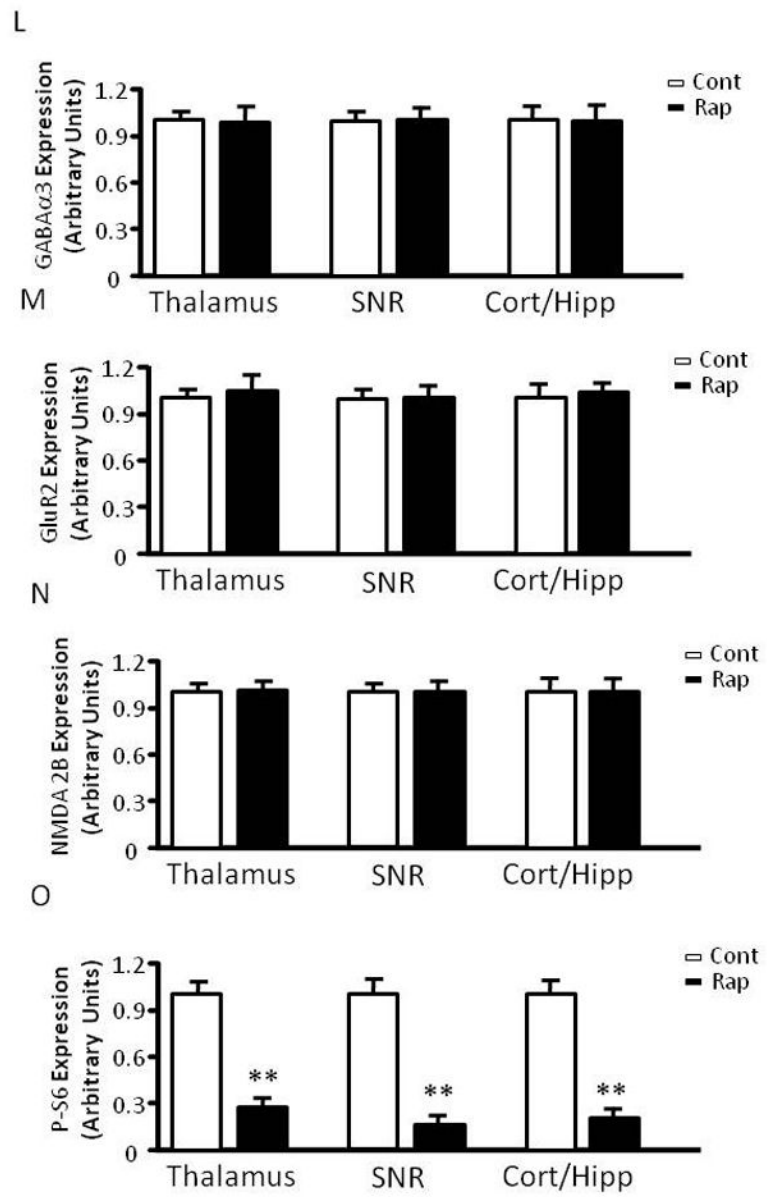 L
GABAα3 Expression
(Arbitrary Units)
1.2
0.9
0.6
0.3
0
Cont
Rap
Thalamus SNR Cort/Hipp
M
GluR2 Expression
(Arbitrary Units)
1.2
0.9
0.6
0.3
0
Cont
Rap
Thalamus SNR Cort/Hipp
N
NMDA 2B Expression
(Arbitrary Units)
1.2
0.9
0.6
0.3
0
Cont
Rap
Thalamus SNR Cort/Hipp
O
P-S6 Expression
(Arbitrary Units)
1.2
0.9
0.6
0.3
0
Cont
Rap
** ** **
Thalamus SNR Cort/Hipp